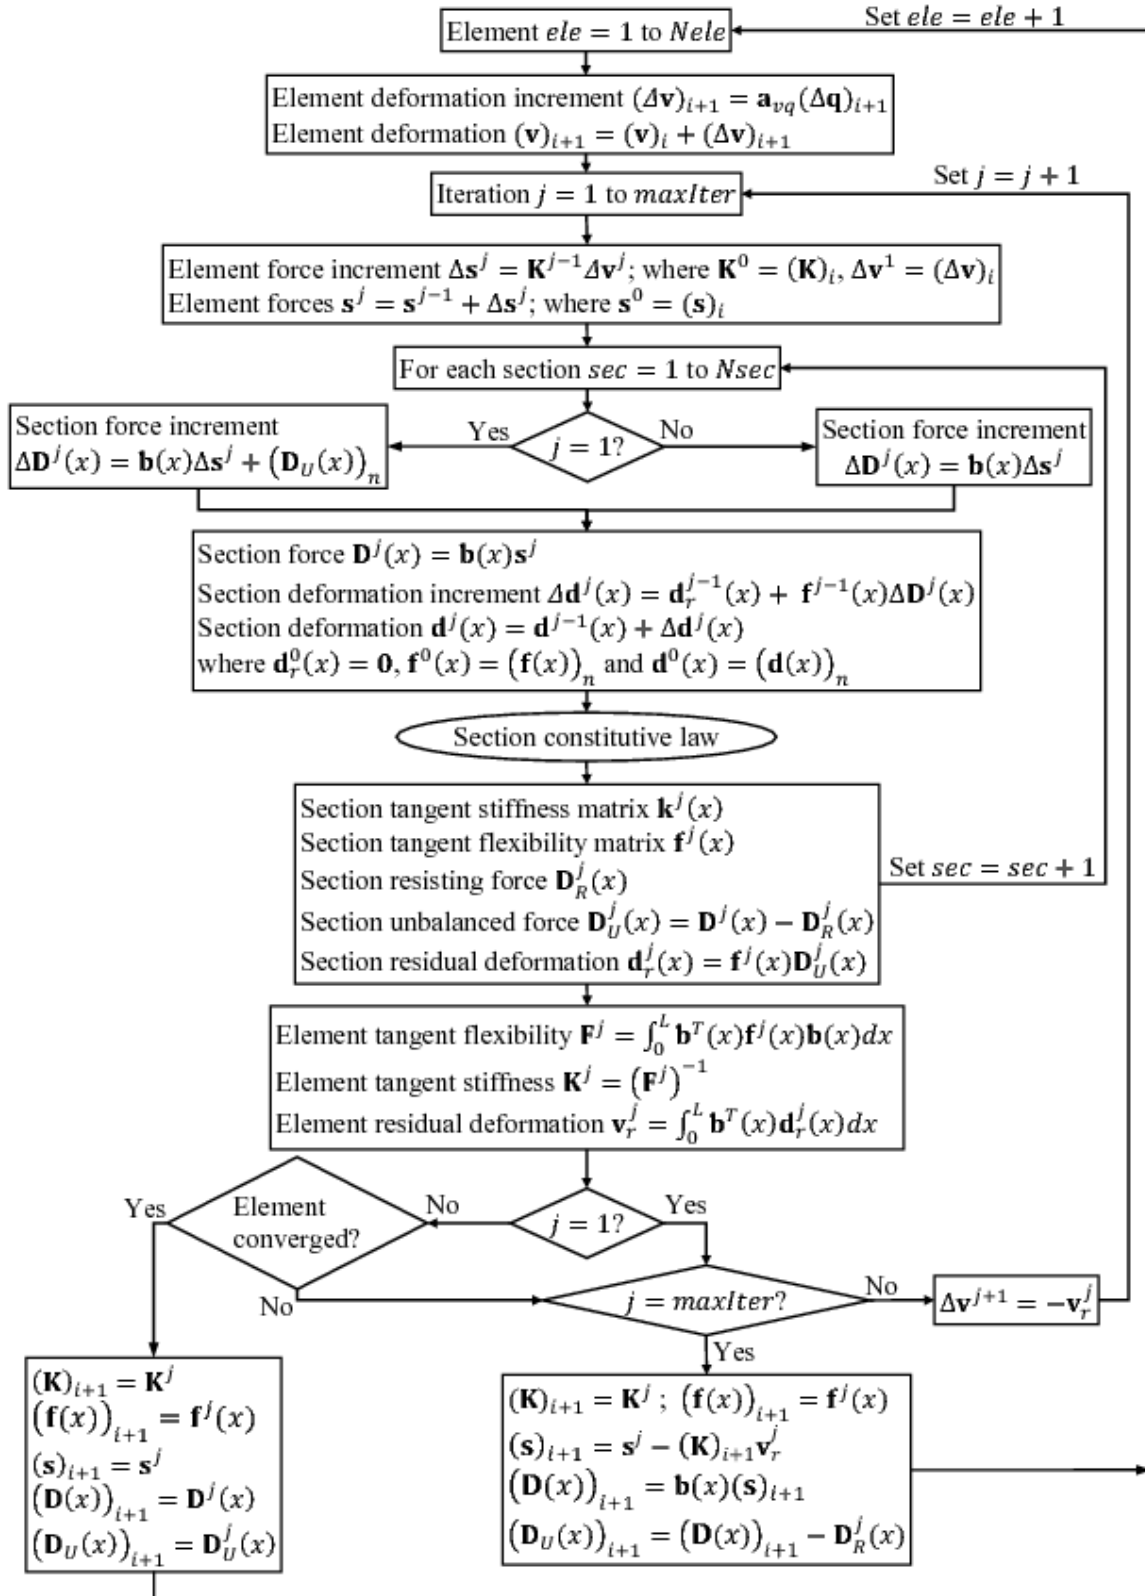 Set ele = ele + 1
Element ele = 1 to Nele
Element deformation increment (Δv)ᵢ₊₁ = a_vq(Δq)ᵢ₊₁
Element deformation (v)ᵢ₊₁ = (v)ᵢ + (Δv)ᵢ₊₁
Set j = j + 1
Iteration j = 1 to maxIter
Element force increment Δs^j = K^{j−1}Δv^j; where K^0 = (K)_i, Δv^1 = (Δv)_i
Element forces s^j = s^{j−1} + Δs^j; where s^0 = (s)_i
For each section sec = 1 to Nsec
Section force increment
ΔD^j(x) = b(x)Δs^j + (D_U(x))_n
Yes
j = 1?
No
Section force increment
ΔD^j(x) = b(x)Δs^j
Section force D^j(x) = b(x)s^j
Section deformation increment Δd^j(x) = d_r^{j−1}(x) + f^{j−1}(x)ΔD^j(x)
Section deformation d^j(x) = d^{j−1}(x) + Δd^j(x)
where d_r^0(x) = 0, f^0(x) = (f(x))_n and d^0(x) = (d(x))_n
Section constitutive law
Section tangent stiffness matrix k^j(x)
Section tangent flexibility matrix f^j(x)
Section resisting force D_R^j(x)
Section unbalanced force D_U^j(x) = D^j(x) − D_R^j(x)
Section residual deformation d_r^j(x) = f^j(x)D_U^j(x)
Set sec = sec + 1
Element tangent flexibility F^j = ∫_0^L b^T(x)f^j(x)b(x)dx
Element tangent stiffness K^j = (F^j)^{−1}
Element residual deformation v_r^j = ∫_0^L b^T(x)d_r^j(x)dx
Yes
Element
converged?
No
j = 1?
Yes
No
j = maxIter?
No
Δv^{j+1} = −v_r^j
Yes
(K)_{i+1} = K^j
(f(x))_{i+1} = f^j(x)
(s)_{i+1} = s^j
(D(x))_{i+1} = D^j(x)
(D_U(x))_{i+1} = D_U^j(x)
(K)_{i+1} = K^j ; (f(x))_{i+1} = f^j(x)
(s)_{i+1} = s^j − (K)_{i+1}v_r^j
(D(x))_{i+1} = b(x)(s)_{i+1}
(D_U(x))_{i+1} = (D(x))_{i+1} − D_R^j(x)